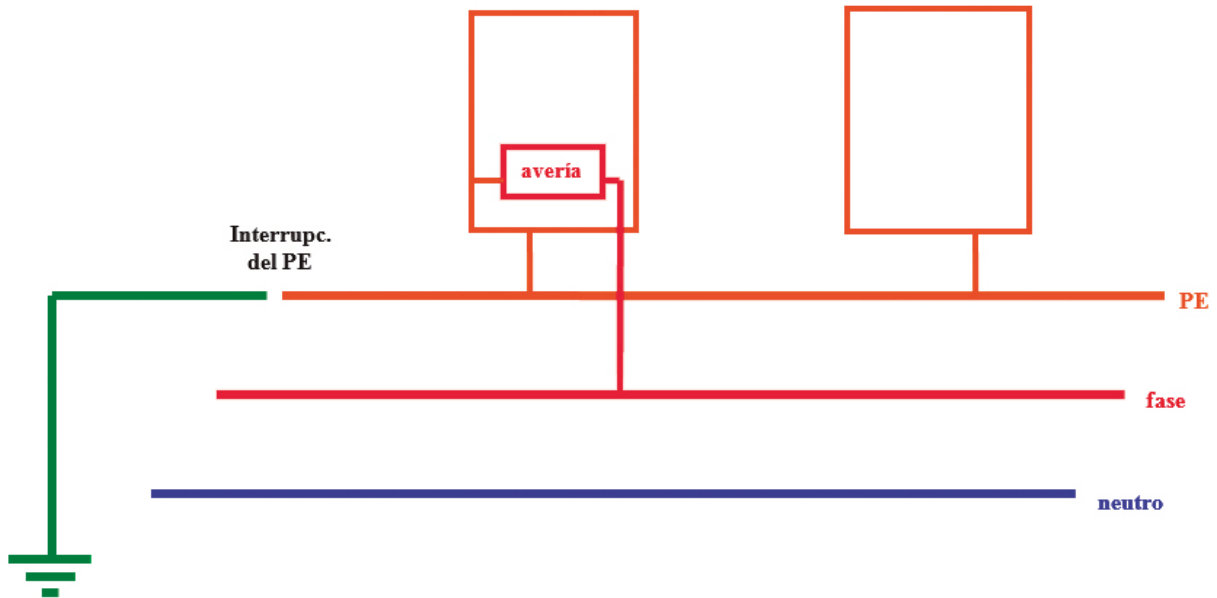 avería
Interrupc.
del PE
PE
fase
neutro